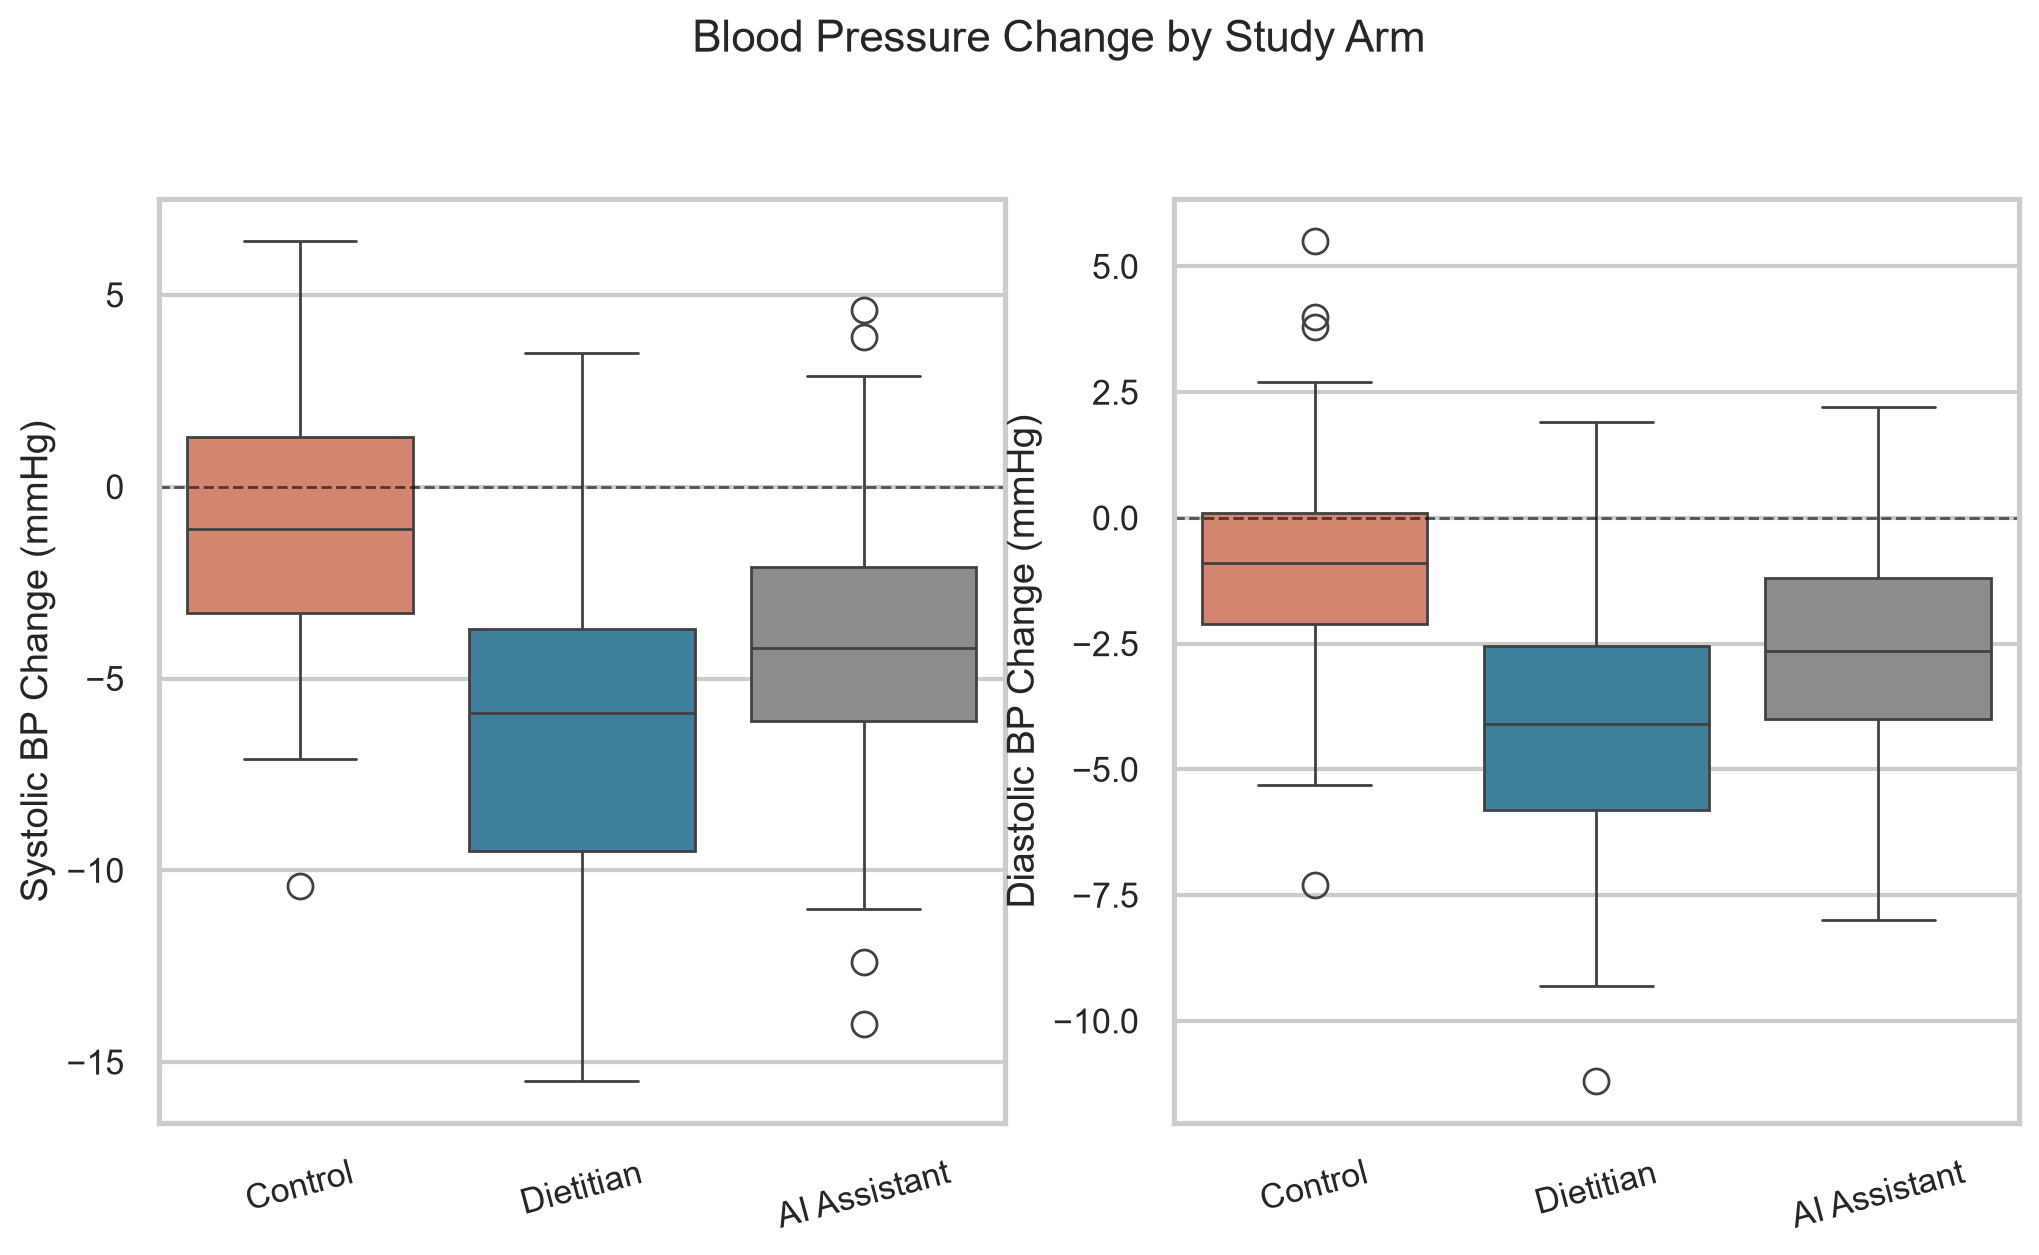 Blood Pressure Change by Study Arm
Systolic BP Change (mmHg)
5
0
−5
−10
−15
Control
Dietitian
AI Assistant
Diastolic BP Change (mmHg)
5.0
2.5
0.0
−2.5
−5.0
−7.5
−10.0
Control
Dietitian
AI Assistant